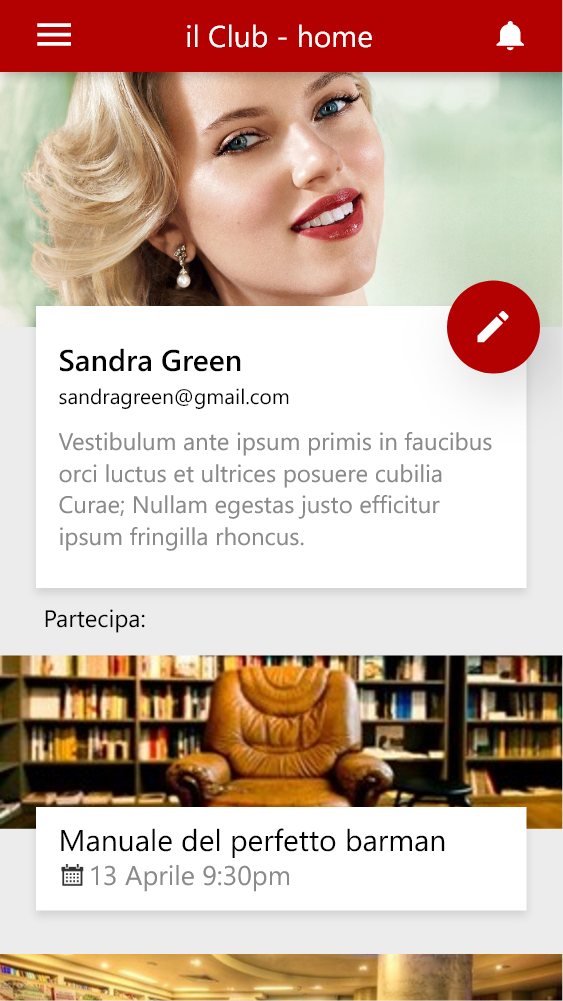 il Club - home
Sandra Green
sandragreen@gmail.com
Vestibulum ante ipsum primis in faucibus
orci luctus et ultrices posuere cubilia
Curae; Nullam egestas justo efficitur
ipsum fringilla rhoncus.
Partecipa:
Manuale del perfetto barman
13 Aprile 9:30pm